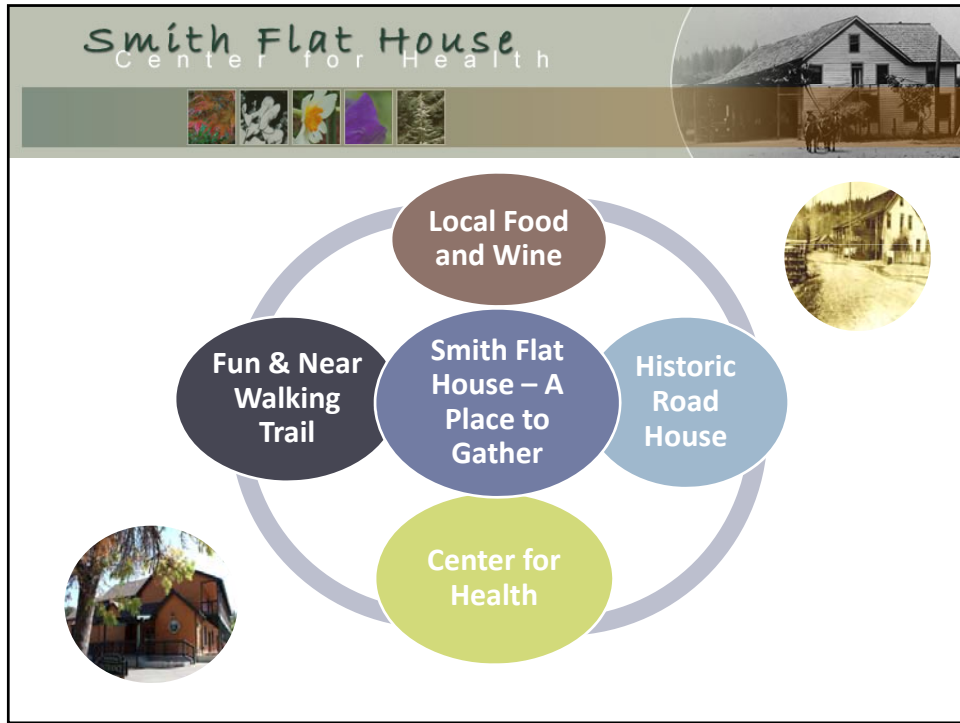 Smith Flat House
Center for Health
Local Food
and Wine
Fun & Near
Walking
Trail
Smith Flat
House – A
Place to
Gather
Historic
Road
House
Center for
Health